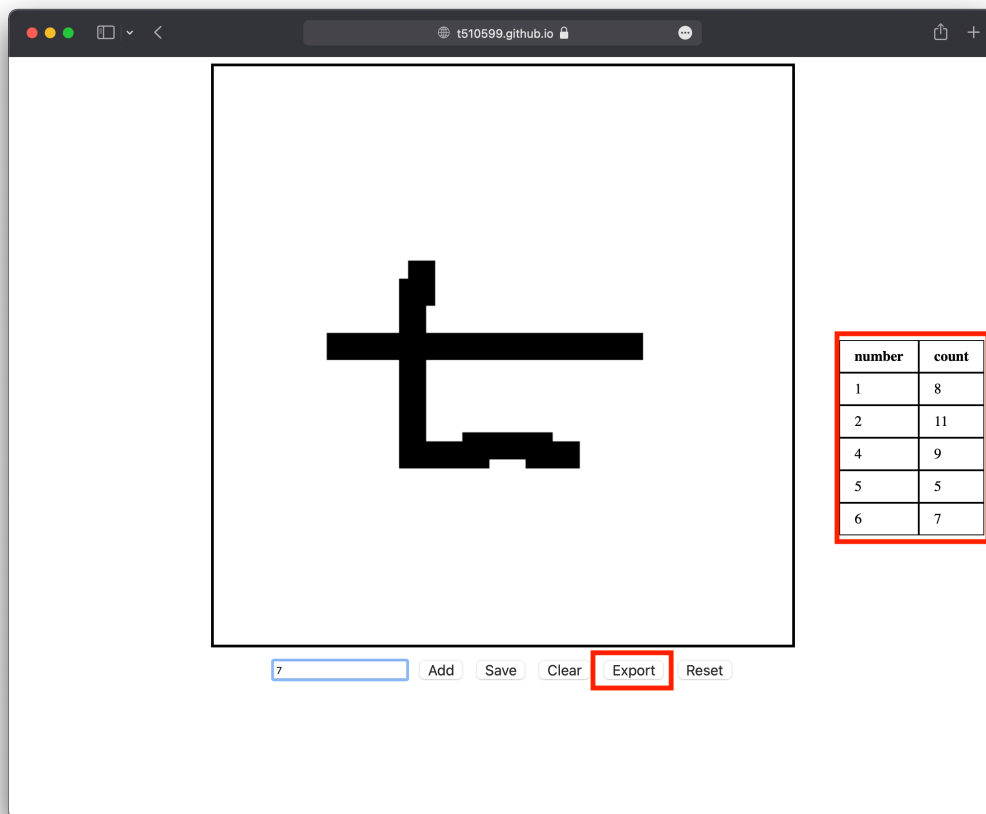 t510599.github.io
七
number count
1 8
2 11
4 9
5 5
6 7
7 Add Save Clear Export Reset